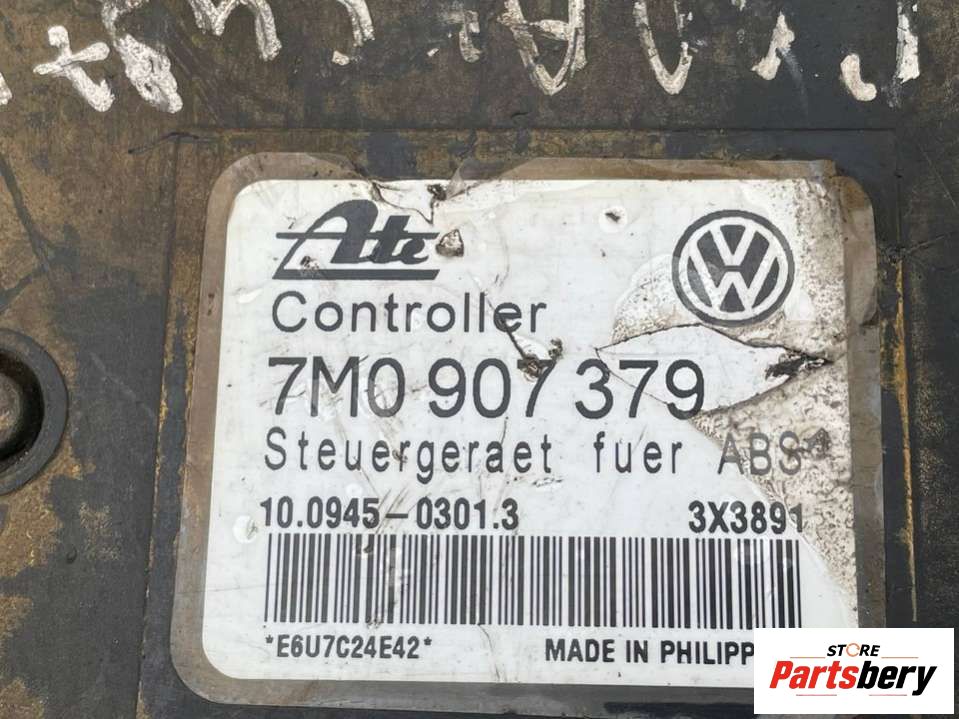 Ate
Controller
7M0 907 379
Steuergeraet fuer ABS
10.0945-0301.3 3X3891
*E6U7C24E42* MADE IN PHILIPP
STORE
Partsbery